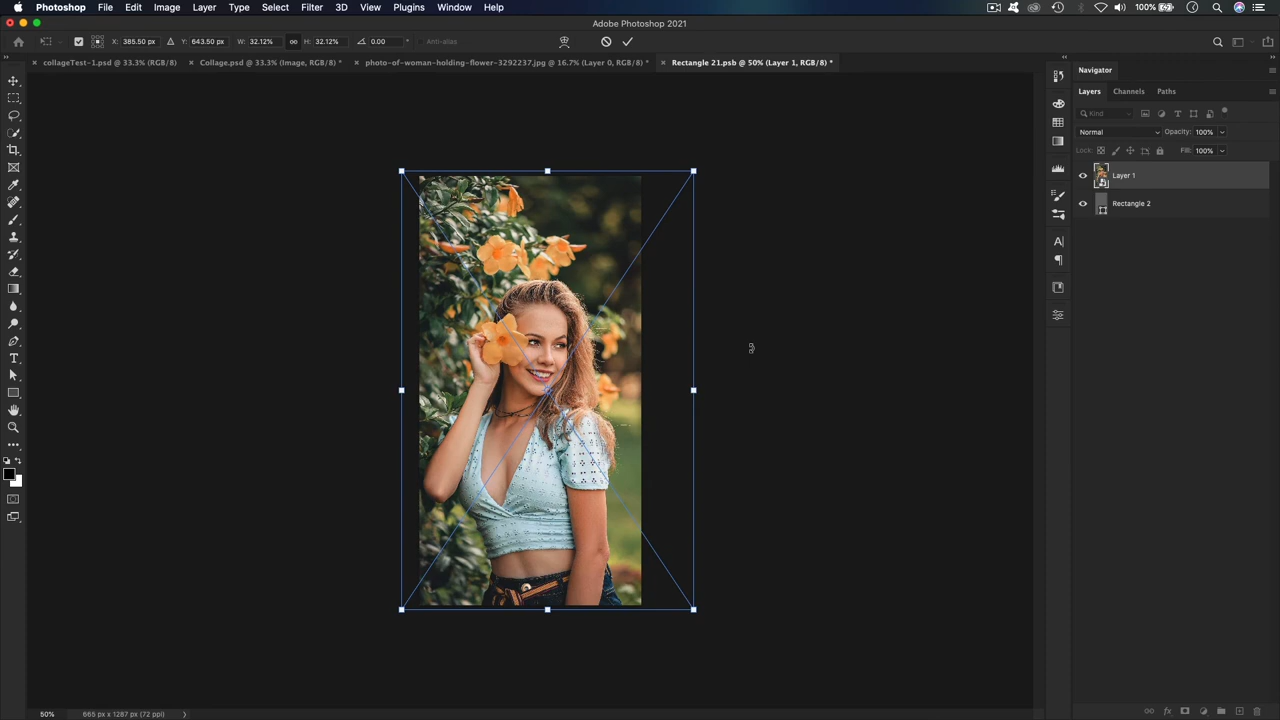 Photoshop File Edit Image Layer Type Select Filter 3D View Plugins Window Help 100%
Adobe Photoshop 2021
X: 385.50 px Y: 643.50 px W: 32.12% H: 32.12% 0.00 ° Anti-alias
collageTest-1.psd @ 33.3% (RGB/8) Collage.psd @ 33.3% (Image, RGB/8) * photo-of-woman-holding-flower-3292237.jpg @ 16.7% (Layer 0, RGB/8) * Rectangle 21.psb @ 50% (Layer 1, RGB/8) *
Navigator
Layers Channels Paths
Kind
Normal Opacity: 100%
Lock: Fill: 100%
Layer 1
Rectangle 2
50% 665 px x 1287 px (72 ppi)